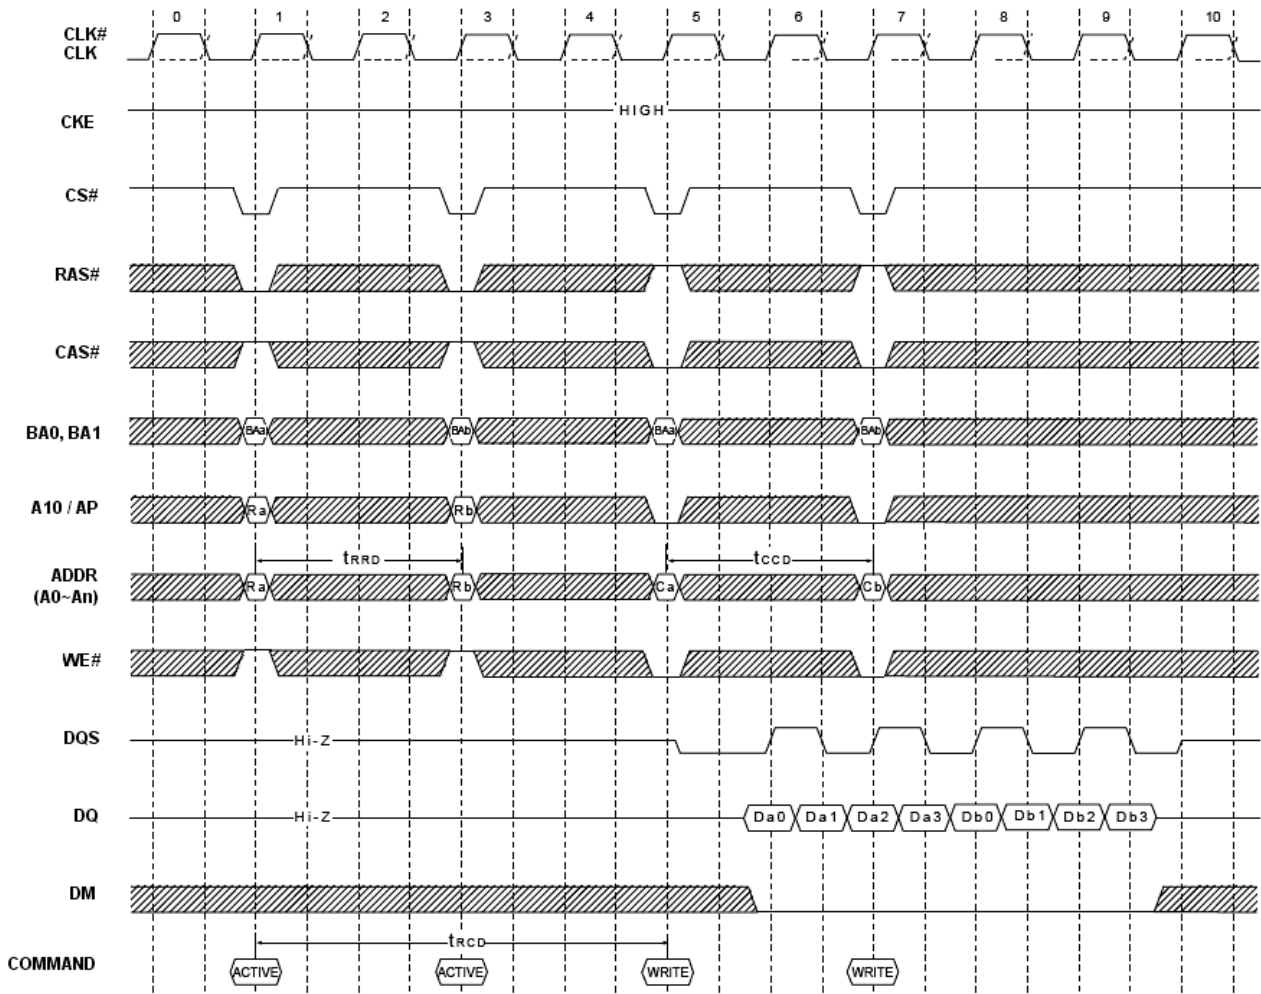 0 1 2 3 4 5 6 7 8 9 10
CLK#
CLK
CKE HIGH
CS#
RAS#
CAS#
BA0, BA1 BAa BAb BAa BAb
A10 / AP Ra Rb
tRRD tCCD
ADDR
(A0~An) Ra Rb Ca Cb
WE#
DQS Hi-Z
DQ Hi-Z Da0 Da1 Da2 Da3 Db0 Db1 Db2 Db3
DM
tRCD
COMMAND ACTIVE ACTIVE WRITE WRITE